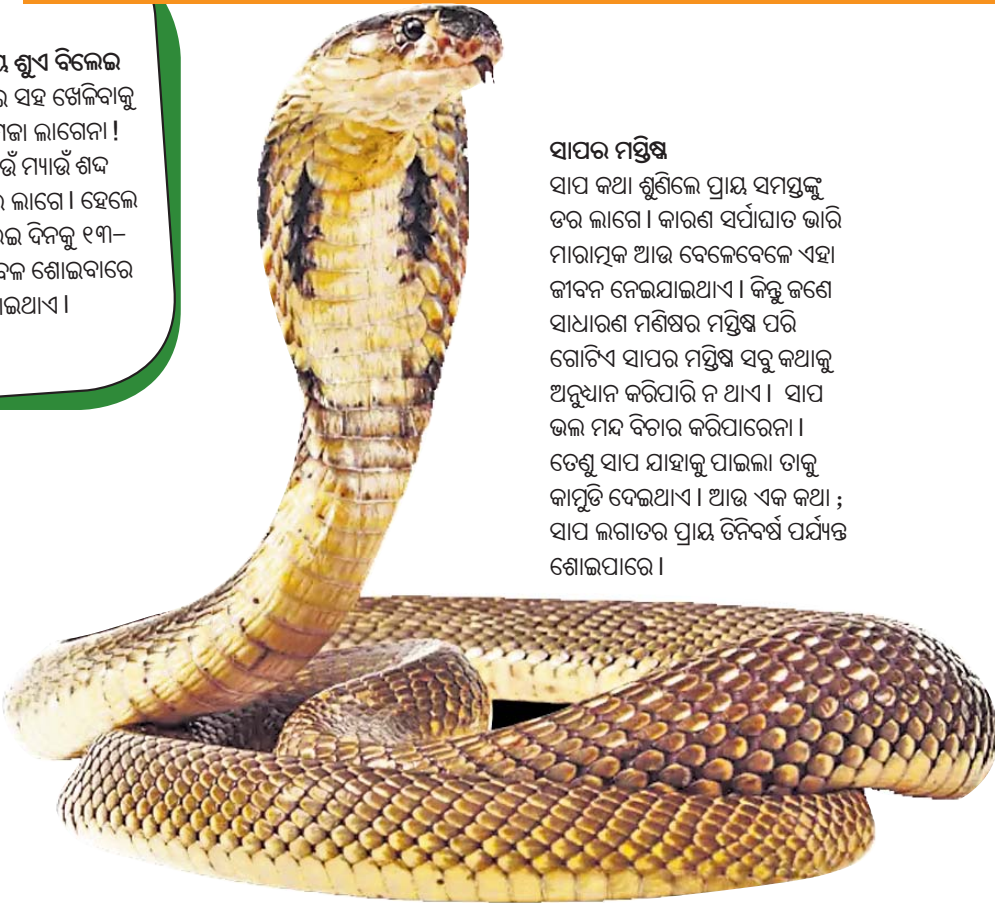 ଶୁଏ ବିଲେଇ
ସହ ଖେଳିବାକୁ
ଲାଗେନା !
ମ୍ୟାଉଁ ଶବ୍ଦ
ଲାଗେ । ହେଲେ
ଦିନକୁ ୧୩–
ଶୋଇବାରେ
ସାପର ମସ୍ତିଷ୍କ
ସାପ କଥା ଶୁଣିଲେ ପ୍ରାୟ ସମସ୍ତଙ୍କୁ
ଡର ଲାଗେ । କାରଣ ସର୍ପାଘାତ ଭାରି
ମାରାତ୍ମକ ଆଉ ବେଳେବେଳେ ଏହା
ଜୀବନ ନେଇଯାଇଥାଏ । କିନ୍ତୁ ଜଣେ
ସାଧାରଣ ମଣିଷର ମସ୍ତିଷ୍କ ପରି
ଗୋଟିଏ ସାପର ମସ୍ତିଷ୍କ ସବୁ କଥାକୁ
ଅନୁଧ୍ୟାନ କରିପାରି ନ ଥାଏ । ସାପ
ଭଲ ମନ୍ଦ ବିଚାର କରିପାରେନା ।
ତେଣୁ ସାପ ଯାହାକୁ ପାଇଲା ତାକୁ
କାମୁଡି ଦେଇଥାଏ । ଆଉ ଏକ କଥା ;
ସାପ ଲଗାତର ପ୍ରାୟ ତିନିବର୍ଷ ପର୍ଯ୍ୟନ୍ତ
ଶୋଇପାରେ ।